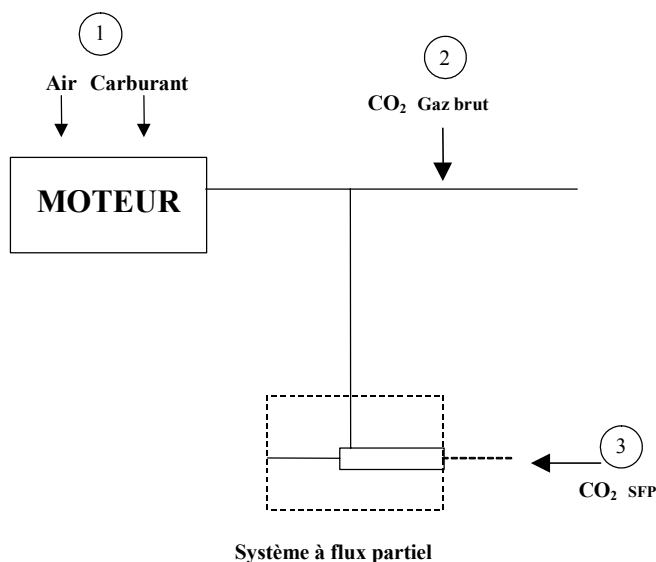 1
Air Carburant
2
CO₂ Gaz brut
MOTEUR
3
CO₂ SFP
Système à flux partiel